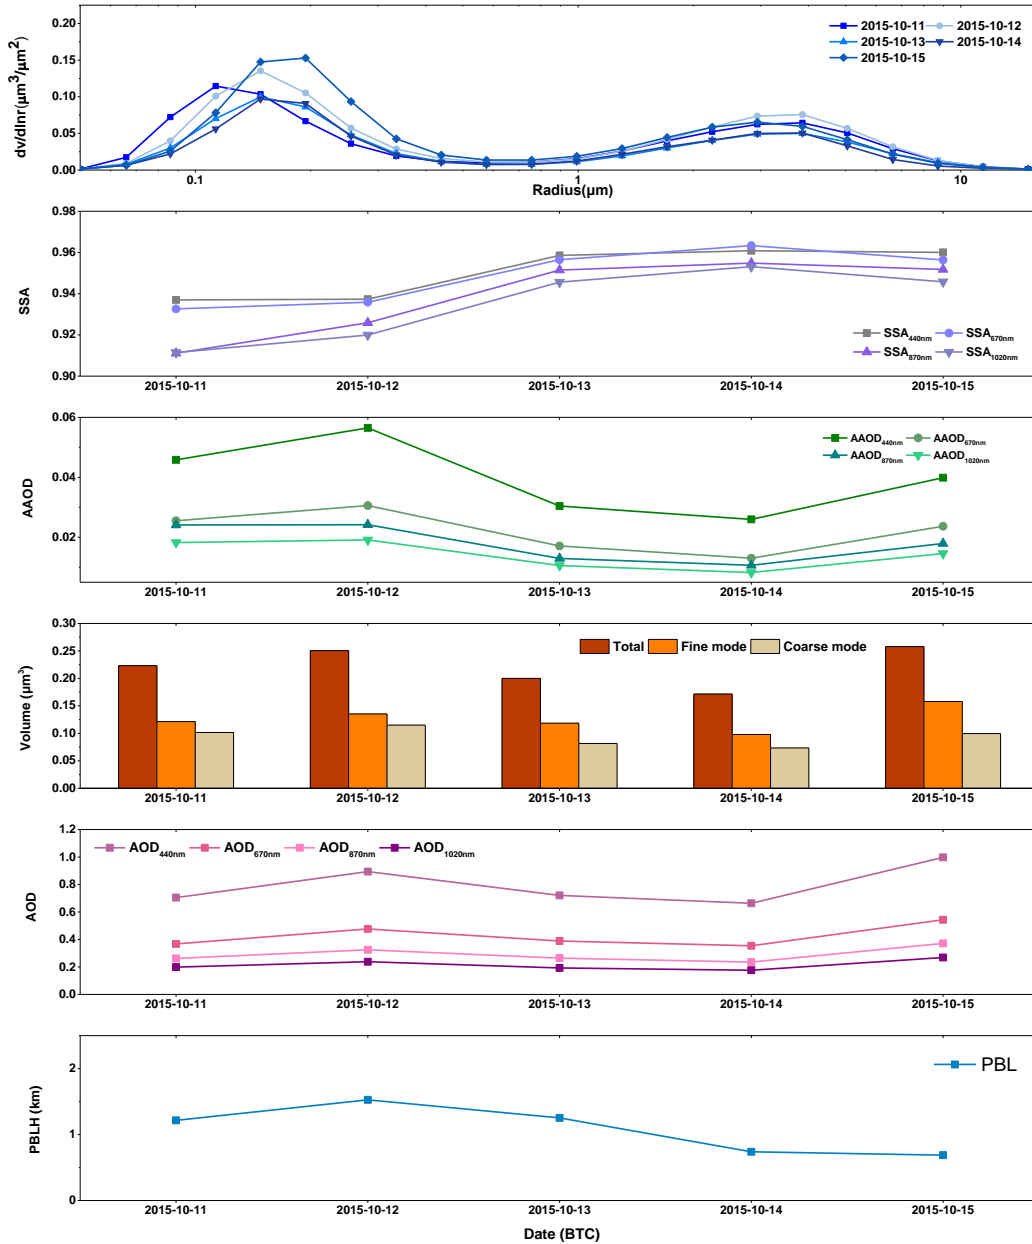 0.20
0.15
0.10
0.05
0.00
dv/dlnr(μm³/μm²)
2015-10-11 2015-10-12
2015-10-13 2015-10-14
2015-10-15
0.1 1 10
Radius(μm)
0.98
0.96
0.94
0.92
0.90
SSA
SSA440nm SSA670nm
SSA870nm SSA1020nm
2015-10-11 2015-10-12 2015-10-13 2015-10-14 2015-10-15
0.06
0.04
0.02
AAOD
AAOD440nm AAOD670nm
AAOD870nm AAOD1020nm
2015-10-11 2015-10-12 2015-10-13 2015-10-14 2015-10-15
0.30
0.25
0.20
0.15
0.10
0.05
0.00
Volume (μm³)
Total Fine mode Coarse mode
2015-10-11 2015-10-12 2015-10-13 2015-10-14 2015-10-15
1.2
1.0
0.8
0.6
0.4
0.2
0.0
AOD
AOD440nm AOD670nm AOD870nm AOD1020nm
2015-10-11 2015-10-12 2015-10-13 2015-10-14 2015-10-15
2
1
0
PBLH (km)
PBL
2015-10-11 2015-10-12 2015-10-13 2015-10-14 2015-10-15
Date (BTC)